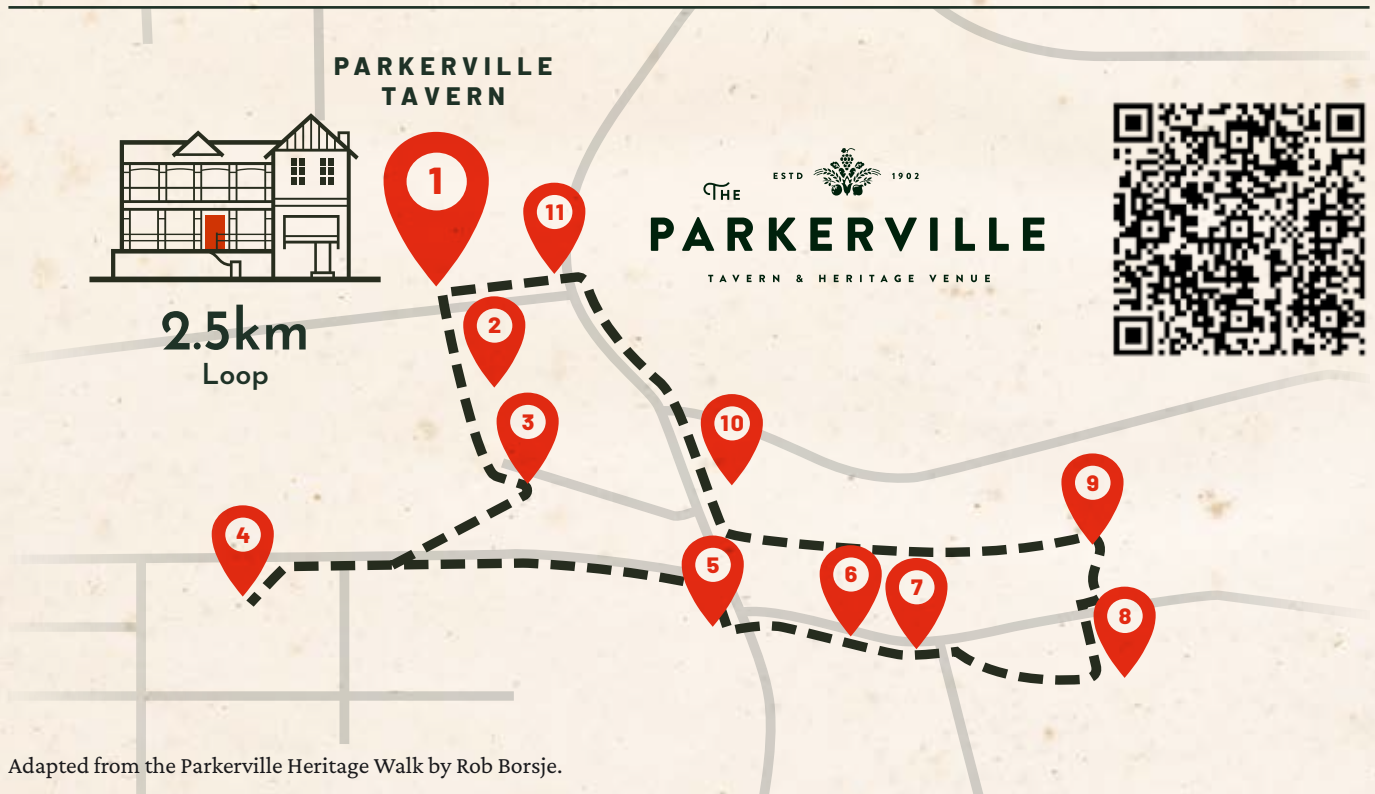 PARKERVILLE
TAVERN
1
11
ESTD 1902
THE
PARKERVILLE
TAVERN & HERITAGE VENUE
2.5km
Loop
2
3
10
9
4
5
6
7
8
Adapted from the Parkerville Heritage Walk by Rob Borsje.